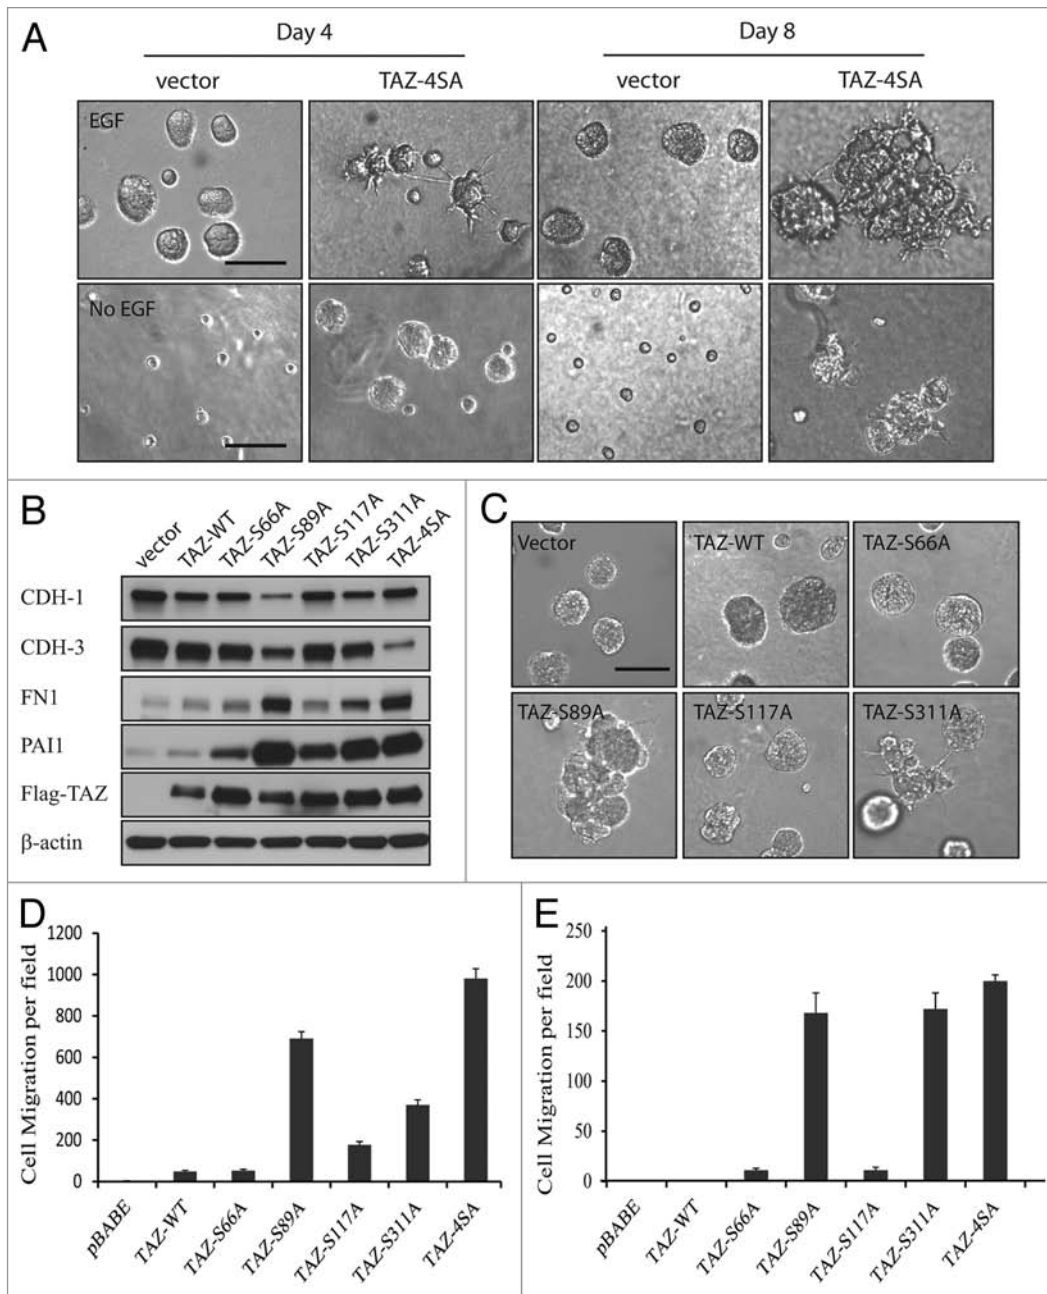 A
Day 4
Day 8
vector
TAZ-4SA
vector
TAZ-4SA
EGF
No EGF
B
vector
TAZ-WT
TAZ-S66A
TAZ-S89A
TAZ-S117A
TAZ-S311A
TAZ-4SA
CDH-1
CDH-3
FN1
PAI1
Flag-TAZ
β-actin
C
Vector
TAZ-WT
TAZ-S66A
TAZ-S89A
TAZ-S117A
TAZ-S311A
D
Cell Migration per field
1200
1000
800
600
400
200
0
pBABE
TAZ-WT
TAZ-S66A
TAZ-S89A
TAZ-S117A
TAZ-S311A
TAZ-4SA
E
Cell Migration per field
250
200
150
100
50
0
pBABE
TAZ-WT
TAZ-S66A
TAZ-S89A
TAZ-S117A
TAZ-S311A
TAZ-4SA